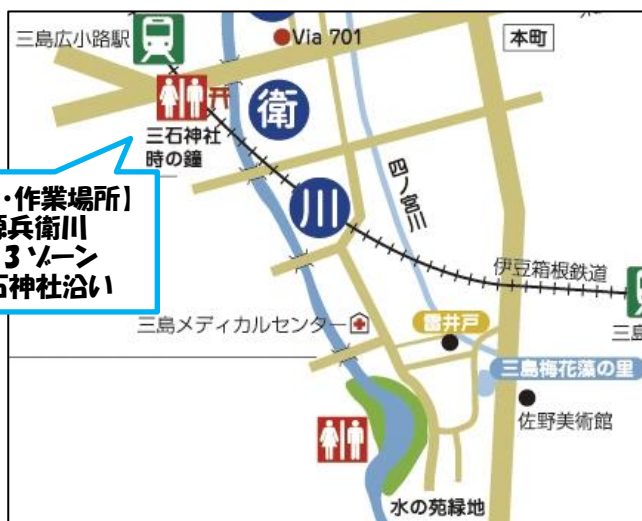 三島広小路駅
Via 701
本町
衛
三石神社
時の鐘
・作業場所】
源兵衛川
3ゾーン
石神社沿い
川
四ノ宮川
伊豆箱根鉄道
三島メディカルセンター
雷井戸
三島
三島梅花藻の里
佐野美術館
水の苑緑地